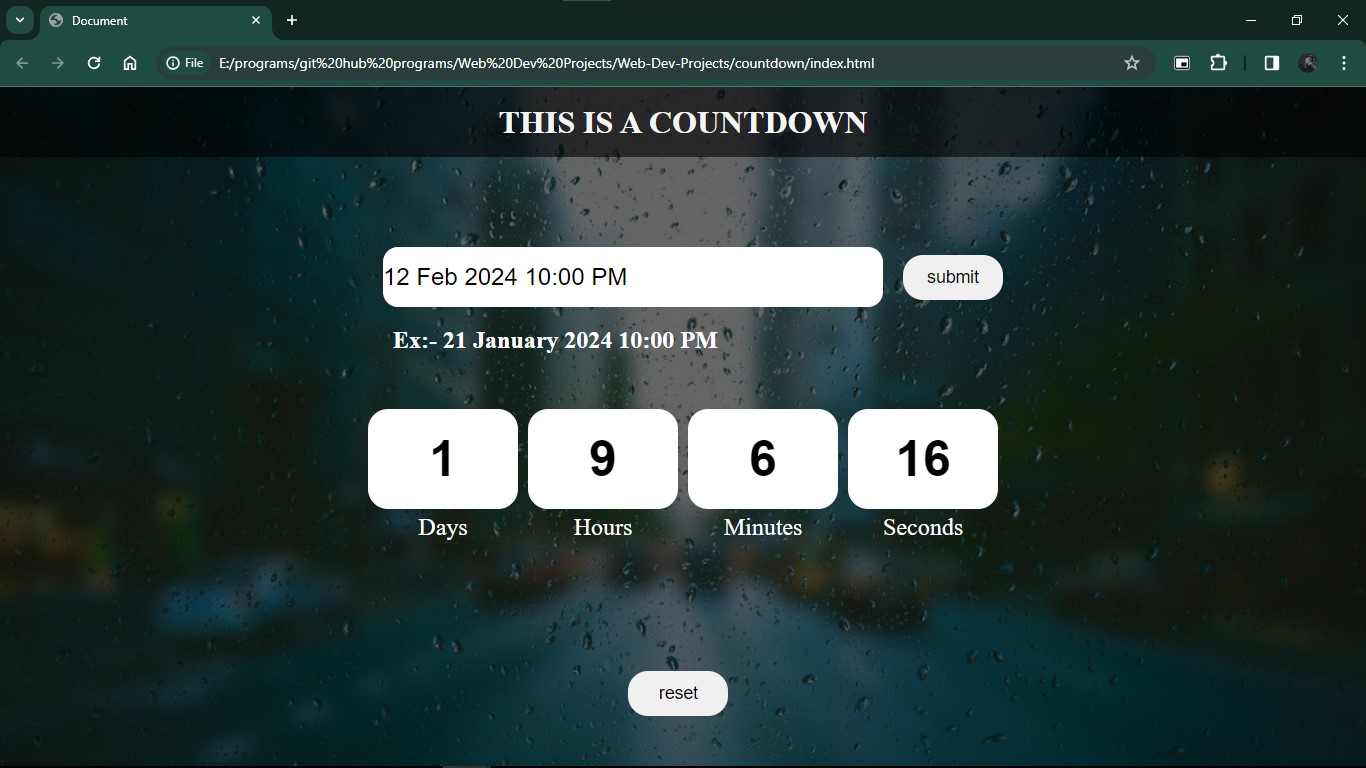 Document
File
E:/programs/git%20hub%20programs/Web%20Dev%20Projects/Web-Dev-Projects/countdown/index.html
THIS IS A COUNTDOWN
12 Feb 2024 10:00 PM
submit
Ex:- 21 January 2024 10:00 PM
1 9 6 16
Days Hours Minutes Seconds
reset